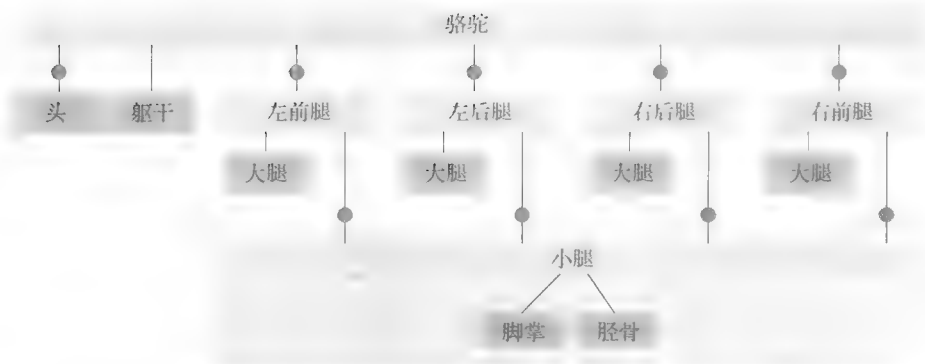 骆驼
头 躯干 左前腿 左后腿 右后腿 右前腿
大腿 大腿 大腿 大腿
小腿
脚掌 胫骨